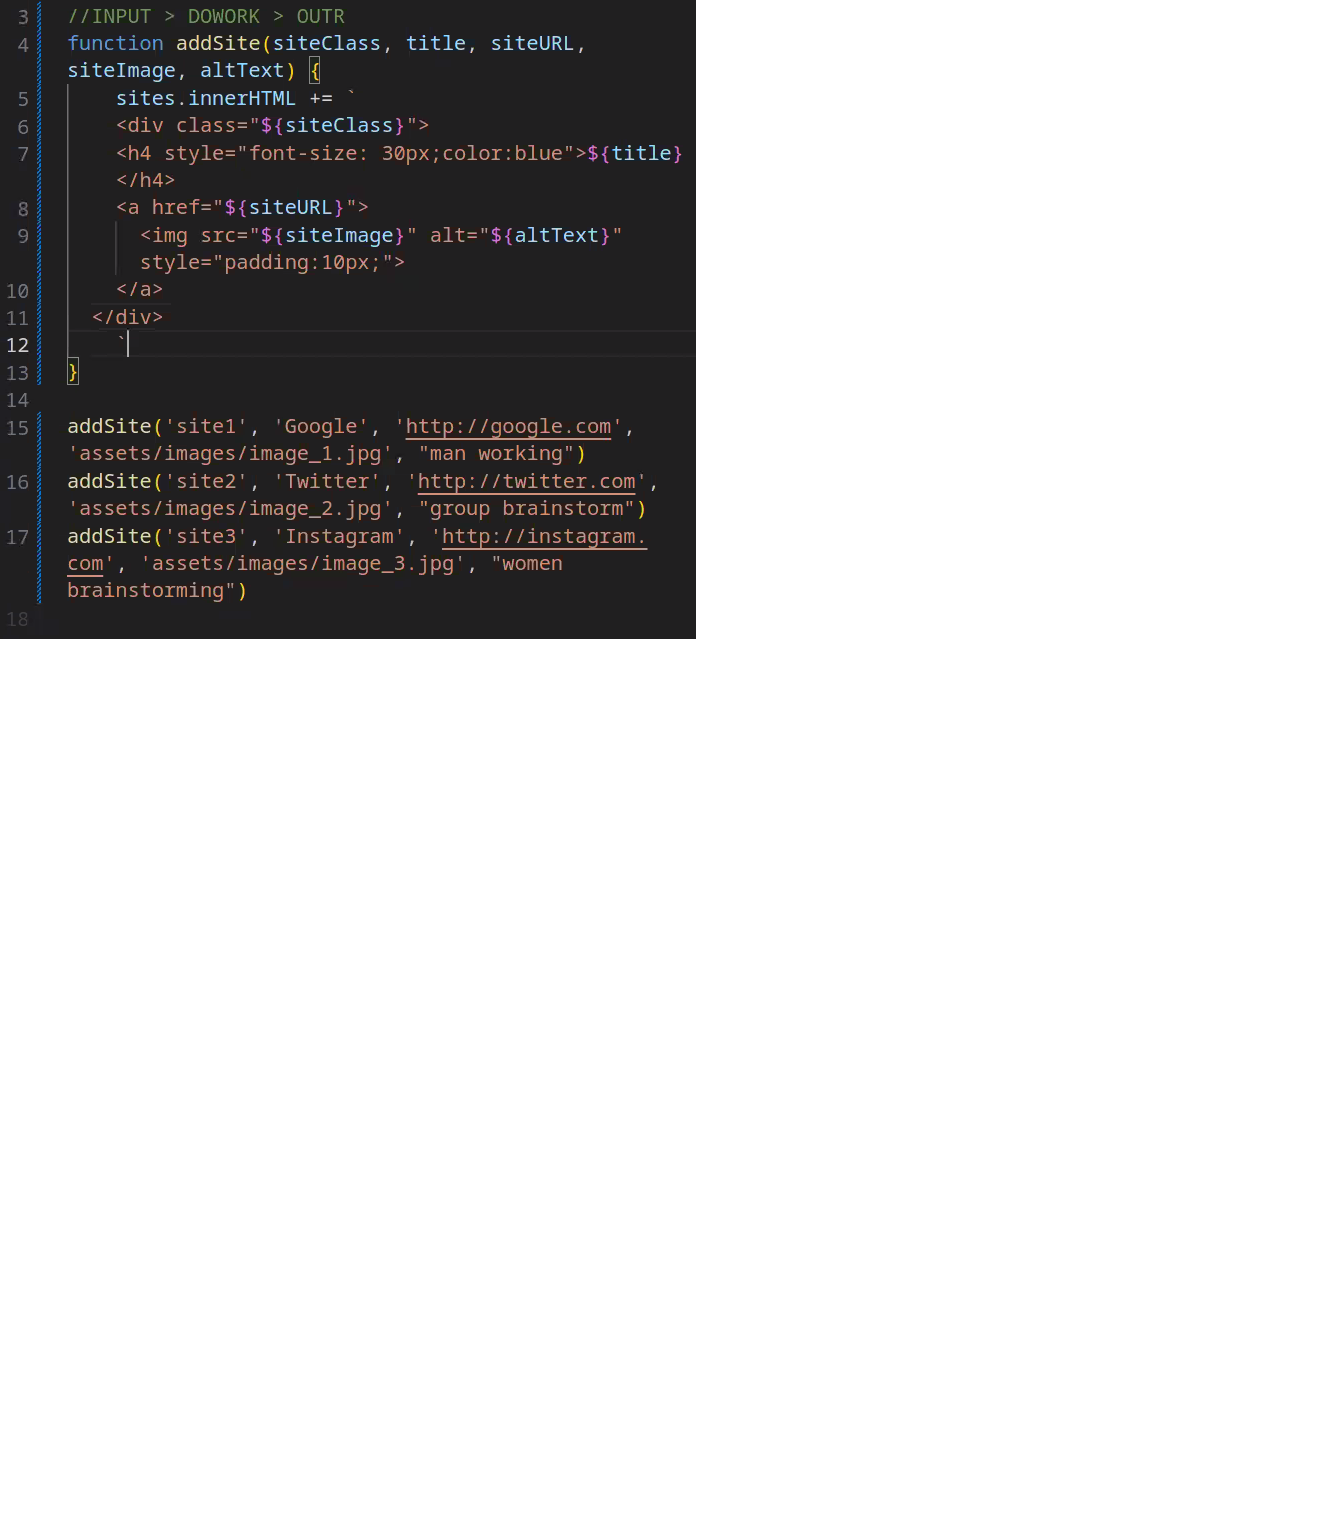 3 //INPUT > DOWORK > OUTR
4 function addSite(siteClass, title, siteURL,
siteImage, altText) {
5 sites.innerHTML += `
6 <div class="${siteClass}">
7 <h4 style="font-size: 30px;color:blue">${title}
</h4>
8 <a href="${siteURL}">
9 <img src="${siteImage}" alt="${altText}"
style="padding:10px;">
10 </a>
11 </div>
12 `
13 }
14
15 addSite('site1', 'Google', 'http://google.com',
'assets/images/image_1.jpg', "man working")
16 addSite('site2', 'Twitter', 'http://twitter.com',
'assets/images/image_2.jpg', "group brainstorm")
17 addSite('site3', 'Instagram', 'http://instagram.
com', 'assets/images/image_3.jpg', "women
brainstorming")
18